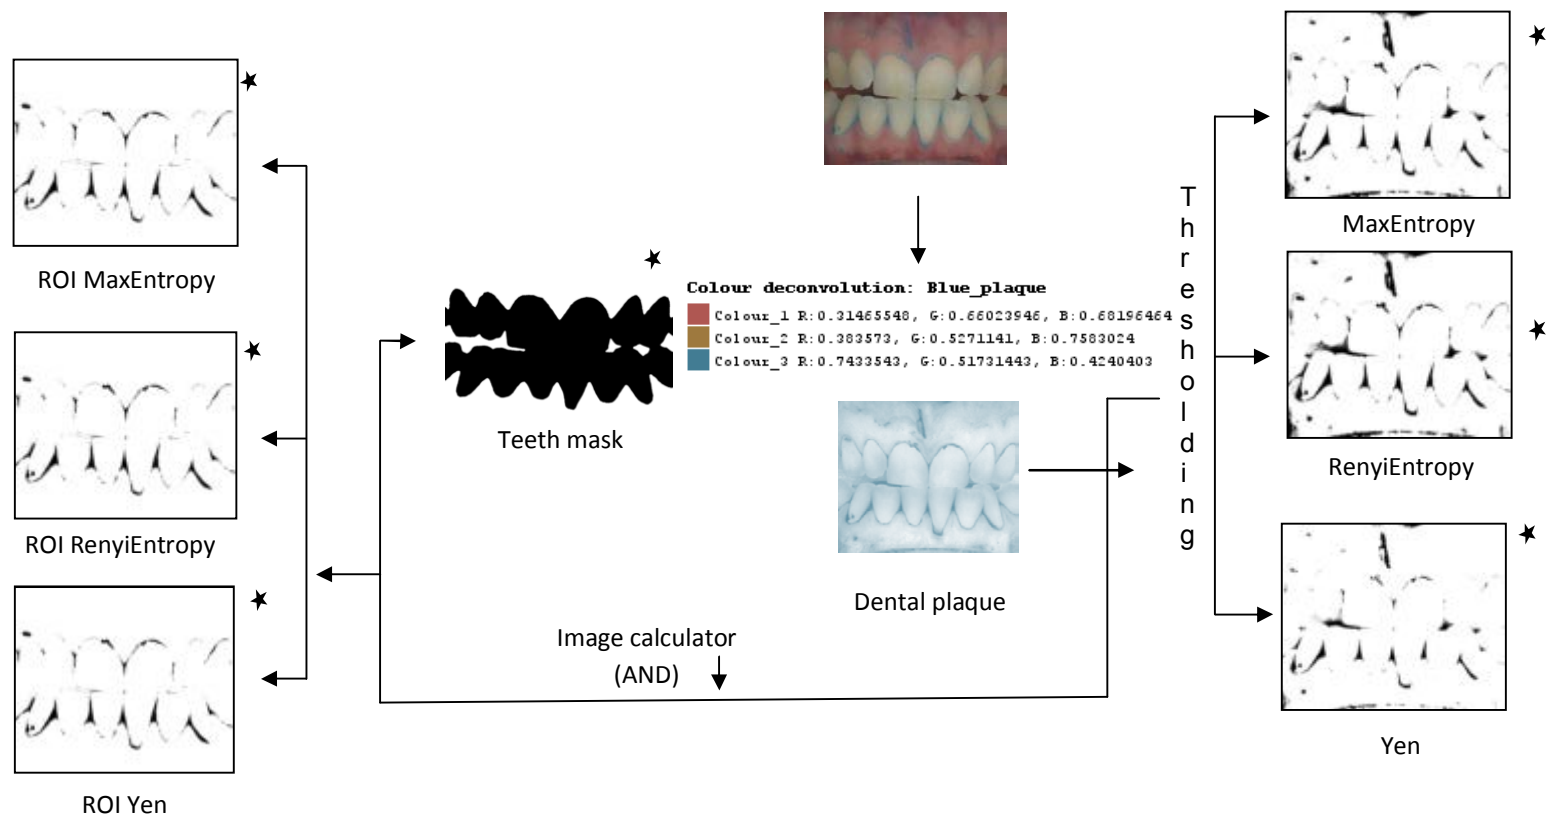 ROI MaxEntropy
ROI RenyiEntropy
ROI Yen
Teeth mask
Colour deconvolution: Blue_plaque
Colour_1 R:0.31465548, G:0.66023946, B:0.68196464
Colour_2 R:0.383573, G:0.5271141, B:0.7583024
Colour_3 R:0.7433543, G:0.51731443, B:0.4240403
Dental plaque
Image calculator
(AND)
Thresholding
MaxEntropy
RenyiEntropy
Yen